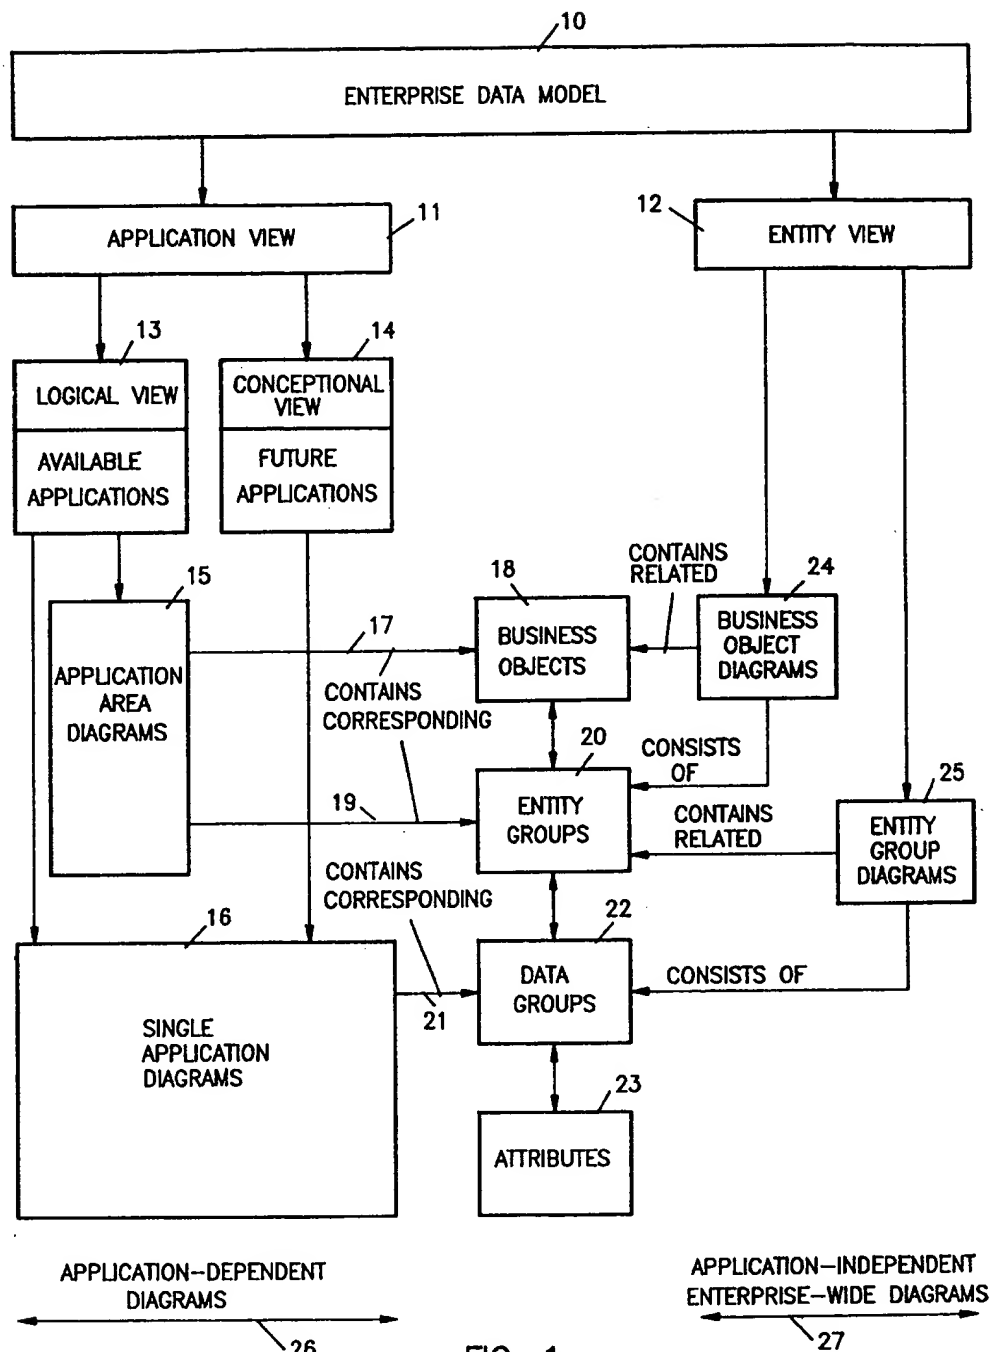 10
ENTERPRISE DATA MODEL
11
APPLICATION VIEW
12
ENTITY VIEW
13
LOGICAL VIEW
AVAILABLE
APPLICATIONS
14
CONCEPTIONAL
VIEW
FUTURE
APPLICATIONS
15
APPLICATION
AREA
DIAGRAMS
17
CONTAINS
CORRESPONDING
18
BUSINESS
OBJECTS
CONTAINS
RELATED
24
BUSINESS
OBJECT
DIAGRAMS
19
20
ENTITY
GROUPS
CONSISTS
OF
CONTAINS
RELATED
25
ENTITY
GROUP
DIAGRAMS
CONTAINS
CORRESPONDING
16
SINGLE
APPLICATION
DIAGRAMS
21
22
DATA
GROUPS
CONSISTS OF
23
ATTRIBUTES
APPLICATION-DEPENDENT
DIAGRAMS
26
APPLICATION-INDEPENDENT
ENTERPRISE-WIDE DIAGRAMS
27
FIG. 1